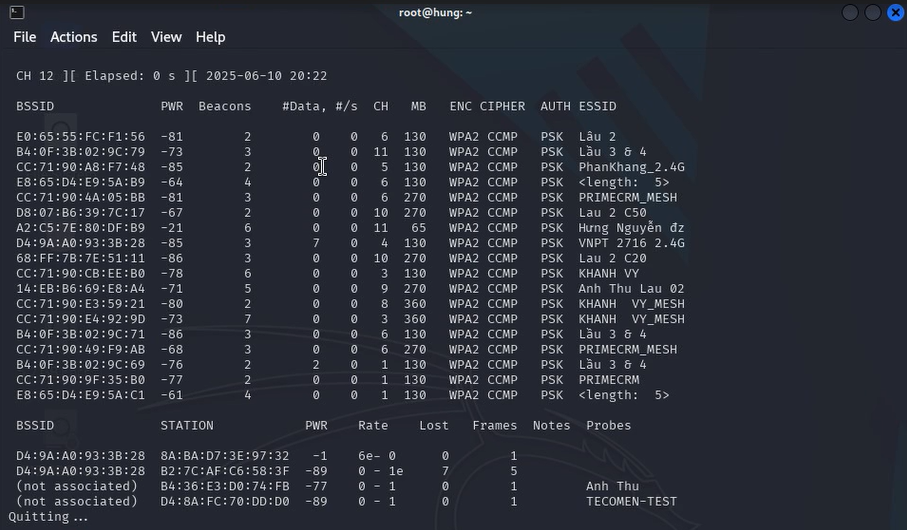 root@hung: ~
File Actions Edit View Help
CH 12 ][ Elapsed: 0 s ][ 2025-06-10 20:22
BSSID PWR Beacons #Data, #/s CH MB ENC CIPHER AUTH ESSID
E0:65:55:FC:F1:56 -81 2 0 0 6 130 WPA2 CCMP PSK Lâu 2
B4:0F:3B:02:9C:79 -73 3 0 0 11 130 WPA2 CCMP PSK Lầu 3 & 4
CC:71:90:A8:F7:48 -85 2 0 0 5 130 WPA2 CCMP PSK PhanKhang_2.4G
E8:65:D4:E9:5A:B9 -64 4 0 0 6 130 WPA2 CCMP PSK <length: 5>
CC:71:90:4A:05:BB -81 3 0 0 6 270 WPA2 CCMP PSK PRIMECRM_MESH
D8:07:B6:39:7C:17 -67 2 0 0 10 270 WPA2 CCMP PSK Lau 2 C50
A2:C5:7E:80:DF:B9 -21 6 0 0 11 65 WPA2 CCMP PSK Hưng Nguyễn đz
D4:9A:A0:93:3B:28 -85 3 7 0 4 130 WPA2 CCMP PSK VNPT 2716 2.4G
68:FF:7B:7E:51:11 -86 3 0 0 10 270 WPA2 CCMP PSK Lau 2 C20
CC:71:90:CB:EE:B0 -78 6 0 0 3 130 WPA2 CCMP PSK KHANH VY
14:EB:B6:69:E8:A4 -71 5 0 0 9 270 WPA2 CCMP PSK Anh Thu Lau 02
CC:71:90:E3:59:21 -80 2 0 0 8 360 WPA2 CCMP PSK KHANH VY_MESH
CC:71:90:E4:92:9D -73 7 0 0 3 360 WPA2 CCMP PSK KHANH VY_MESH
B4:0F:3B:02:9C:71 -86 3 0 0 6 130 WPA2 CCMP PSK Lầu 3 & 4
CC:71:90:49:F9:AB -68 3 0 0 6 270 WPA2 CCMP PSK PRIMECRM_MESH
B4:0F:3B:02:9C:69 -76 2 2 0 1 130 WPA2 CCMP PSK Lầu 3 & 4
CC:71:90:9F:35:B0 -77 2 0 0 1 130 WPA2 CCMP PSK PRIMECRM
E8:65:D4:E9:5A:C1 -61 4 0 0 1 130 WPA2 CCMP PSK <length: 5>
BSSID STATION PWR Rate Lost Frames Notes Probes
D4:9A:A0:93:3B:28 8A:BA:D7:3E:97:32 -1 6e- 0 0 1
D4:9A:A0:93:3B:28 B2:7C:AF:C6:58:3F -89 0 - 1e 7 5
(not associated) B4:36:E3:D0:74:FB -77 0 - 1 0 1 Anh Thu
(not associated) D4:8A:FC:70:DD:D0 -89 0 - 1 0 1 TECOMEN-TEST
Quitting...